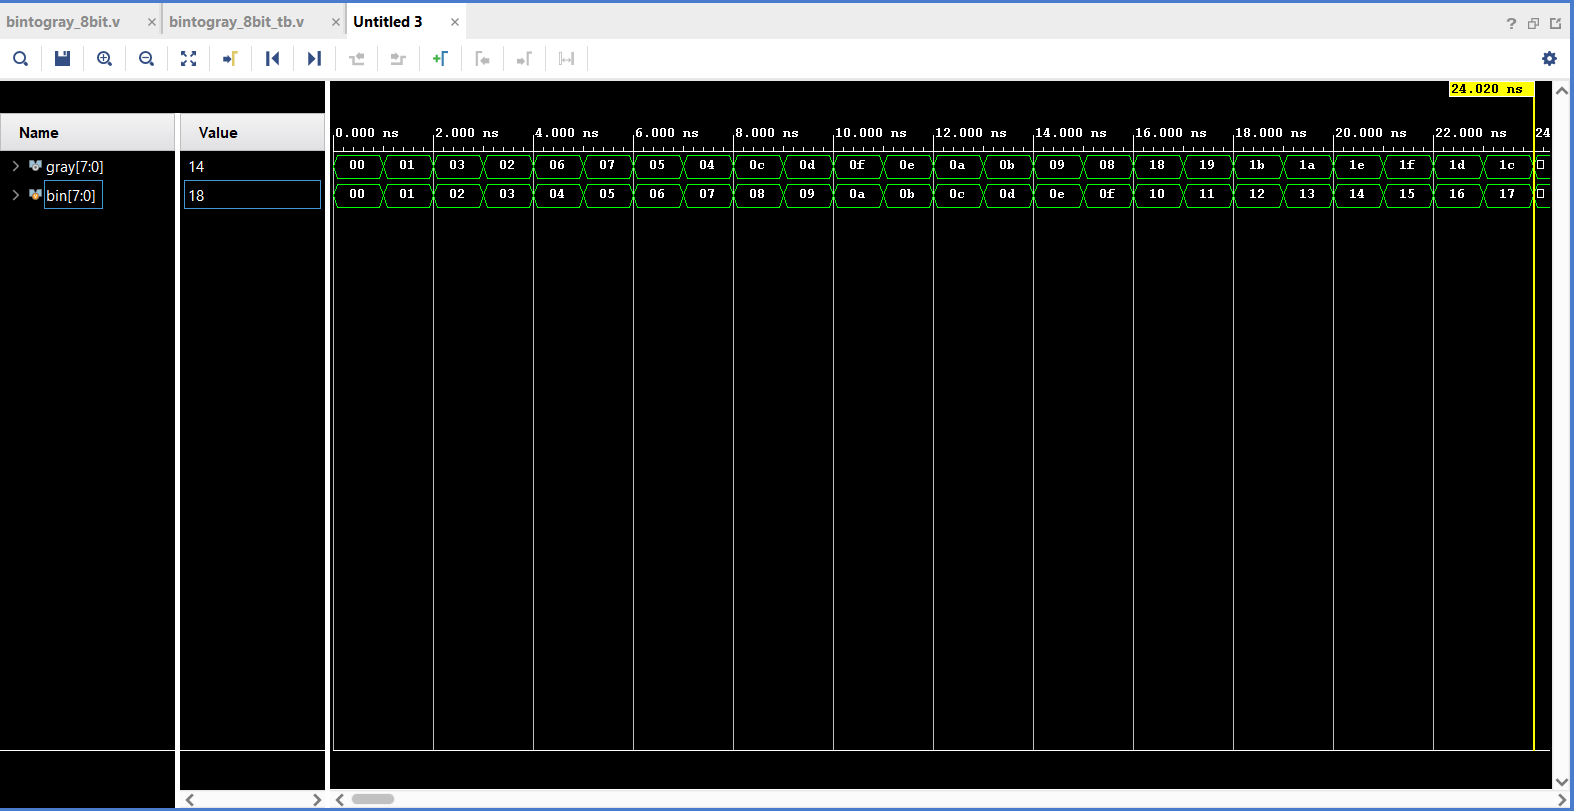 bintogray_8bit.v × bintogray_8bit_tb.v × Untitled 3 ×
?
24.020 ns
Name Value
0.000 ns 2.000 ns 4.000 ns 6.000 ns 8.000 ns 10.000 ns 12.000 ns 14.000 ns 16.000 ns 18.000 ns 20.000 ns 22.000 ns 24
gray[7:0] 14 00 01 03 02 06 07 05 04 0c 0d 0f 0e 0a 0b 09 08 18 19 1b 1a 1e 1f 1d 1c
bin[7:0] 18 00 01 02 03 04 05 06 07 08 09 0a 0b 0c 0d 0e 0f 10 11 12 13 14 15 16 17